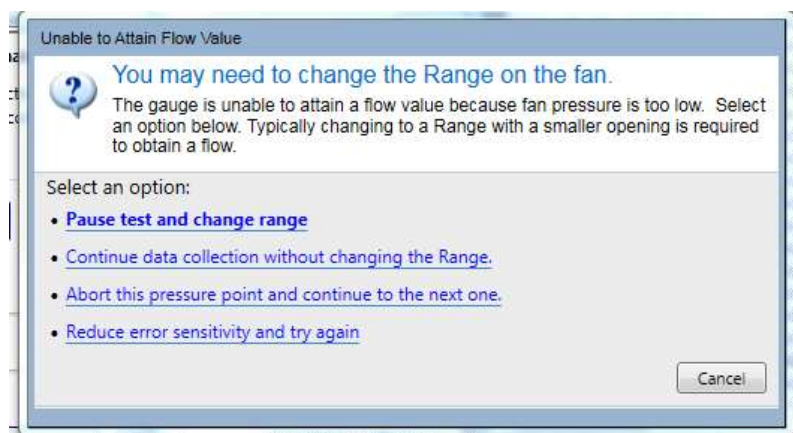 Unable to Attain Flow Value
You may need to change the Range on the fan.
The gauge is unable to attain a flow value because fan pressure is too low. Select
an option below. Typically changing to a Range with a smaller opening is required
to obtain a flow.
Select an option:
• Pause test and change range
• Continue data collection without changing the Range.
• Abort this pressure point and continue to the next one.
• Reduce error sensitivity and try again
Cancel